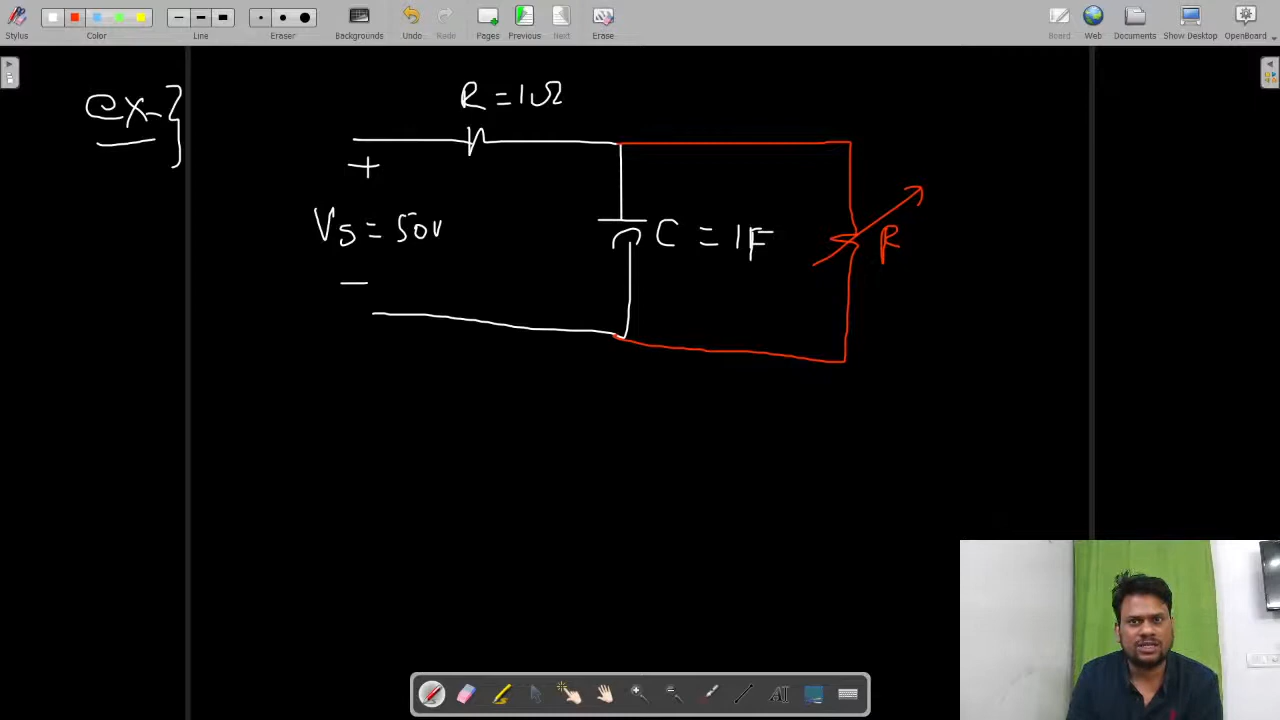 Stylus
Color
Line
Eraser
Backgrounds
Undo
Redo
Pages
Previous
Next
Erase
Board
Web
Documents
Show Desktop
OpenBoard
ex-}
R = 1Ω
+
Vs = 50V
C = 1F
R
−
AI